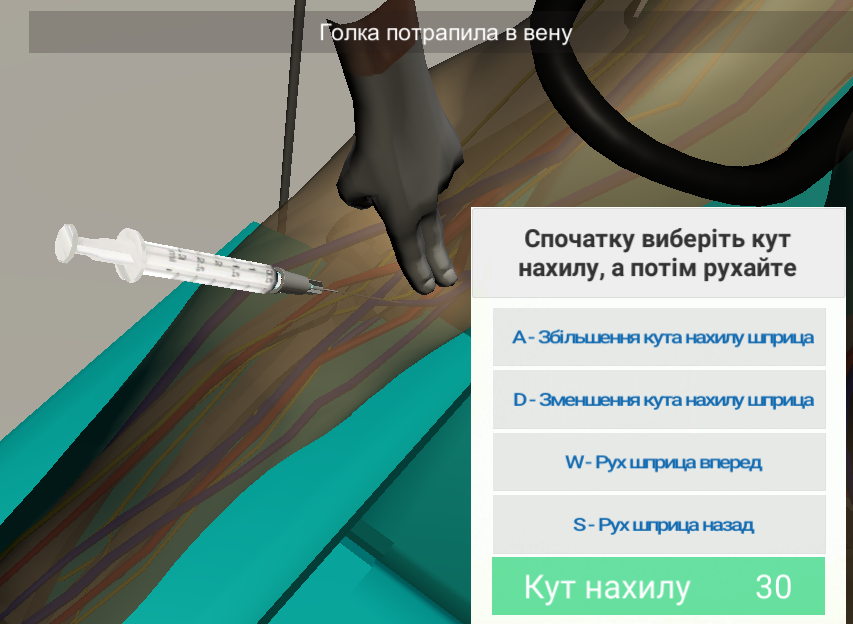 Голка потрапила в вену
Спочатку виберіть кут
нахилу, а потім рухайте
A - Збільшення кута нахилу шприца
D - Зменшення кута нахилу шприца
W - Рух шприца вперед
S - Рух шприца назад
Кут нахилу 30